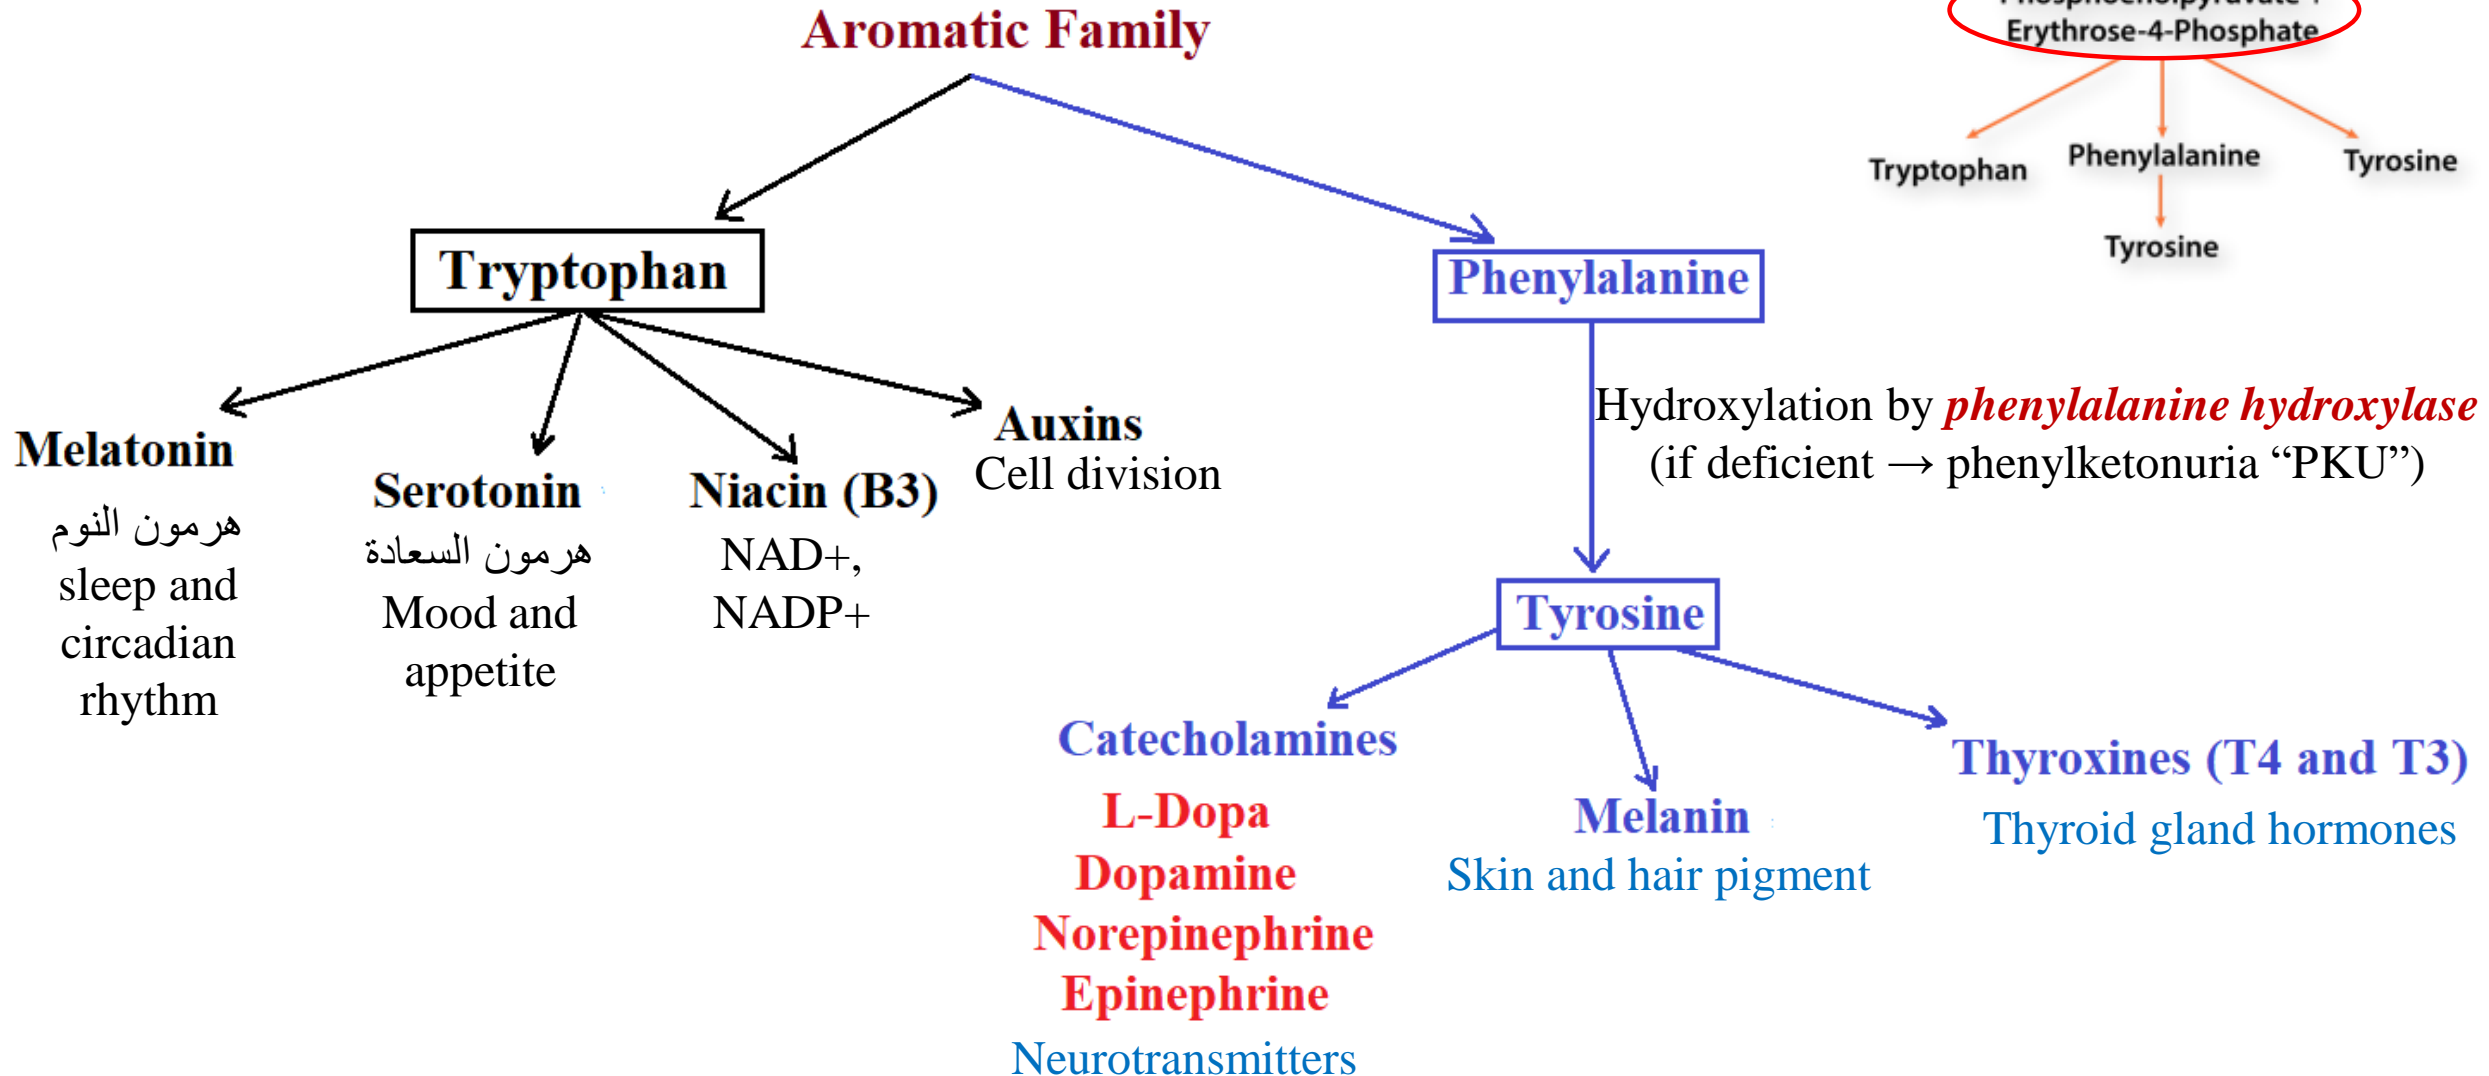 Aromatic Family
Erythrose-4-Phosphate
Tryptophan
Phenylalanine
Tyrosine
Tyrosine
Tryptophan
Phenylalanine
Hydroxylation by phenylalanine hydroxylase
(if deficient → phenylketonuria “PKU”)
Melatonin
هرمون النوم
sleep and
circadian
rhythm
Serotonin
هرمون السعادة
Mood and
appetite
Niacin (B3)
NAD+,
NADP+
Auxins
Cell division
Tyrosine
Catecholamines
L-Dopa
Dopamine
Norepinephrine
Epinephrine
Neurotransmitters
Melanin
Skin and hair pigment
Thyroxines (T4 and T3)
Thyroid gland hormones